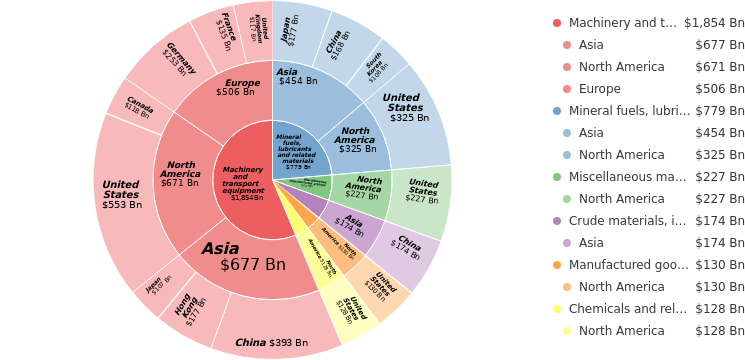 France
$135 Bn
United
Kingdom
$117 Bn
Japan
$177 Bn
China
$168 Bn
South
Korea
$108 Bn
Germany
$253 Bn
Europe
$506 Bn
Asia
$454 Bn
United
States
$325 Bn
Canada
$118 Bn
Mineral
fuels,
lubricants
and related
materials
$779 Bn
North
America
$325 Bn
North
America
$671 Bn
Machinery
and
transport
equipment
$1,854 Bn
United
States
$553 Bn
North
America
$227 Bn
United
States
$227 Bn
Asia
$174 Bn
China
$174 Bn
Asia
$677 Bn
North
America
$130 Bn
United
States
$130 Bn
North
America
$128 Bn
United
States
$128 Bn
Japan
$107 Bn
Hong
Kong
$177 Bn
China $393 Bn
Machinery and t... $1,854 Bn
Asia $677 Bn
North America $671 Bn
Europe $506 Bn
Mineral fuels, lubri... $779 Bn
Asia $454 Bn
North America $325 Bn
Miscellaneous ma... $227 Bn
North America $227 Bn
Crude materials, i... $174 Bn
Asia $174 Bn
Manufactured goo... $130 Bn
North America $130 Bn
Chemicals and rel... $128 Bn
North America $128 Bn